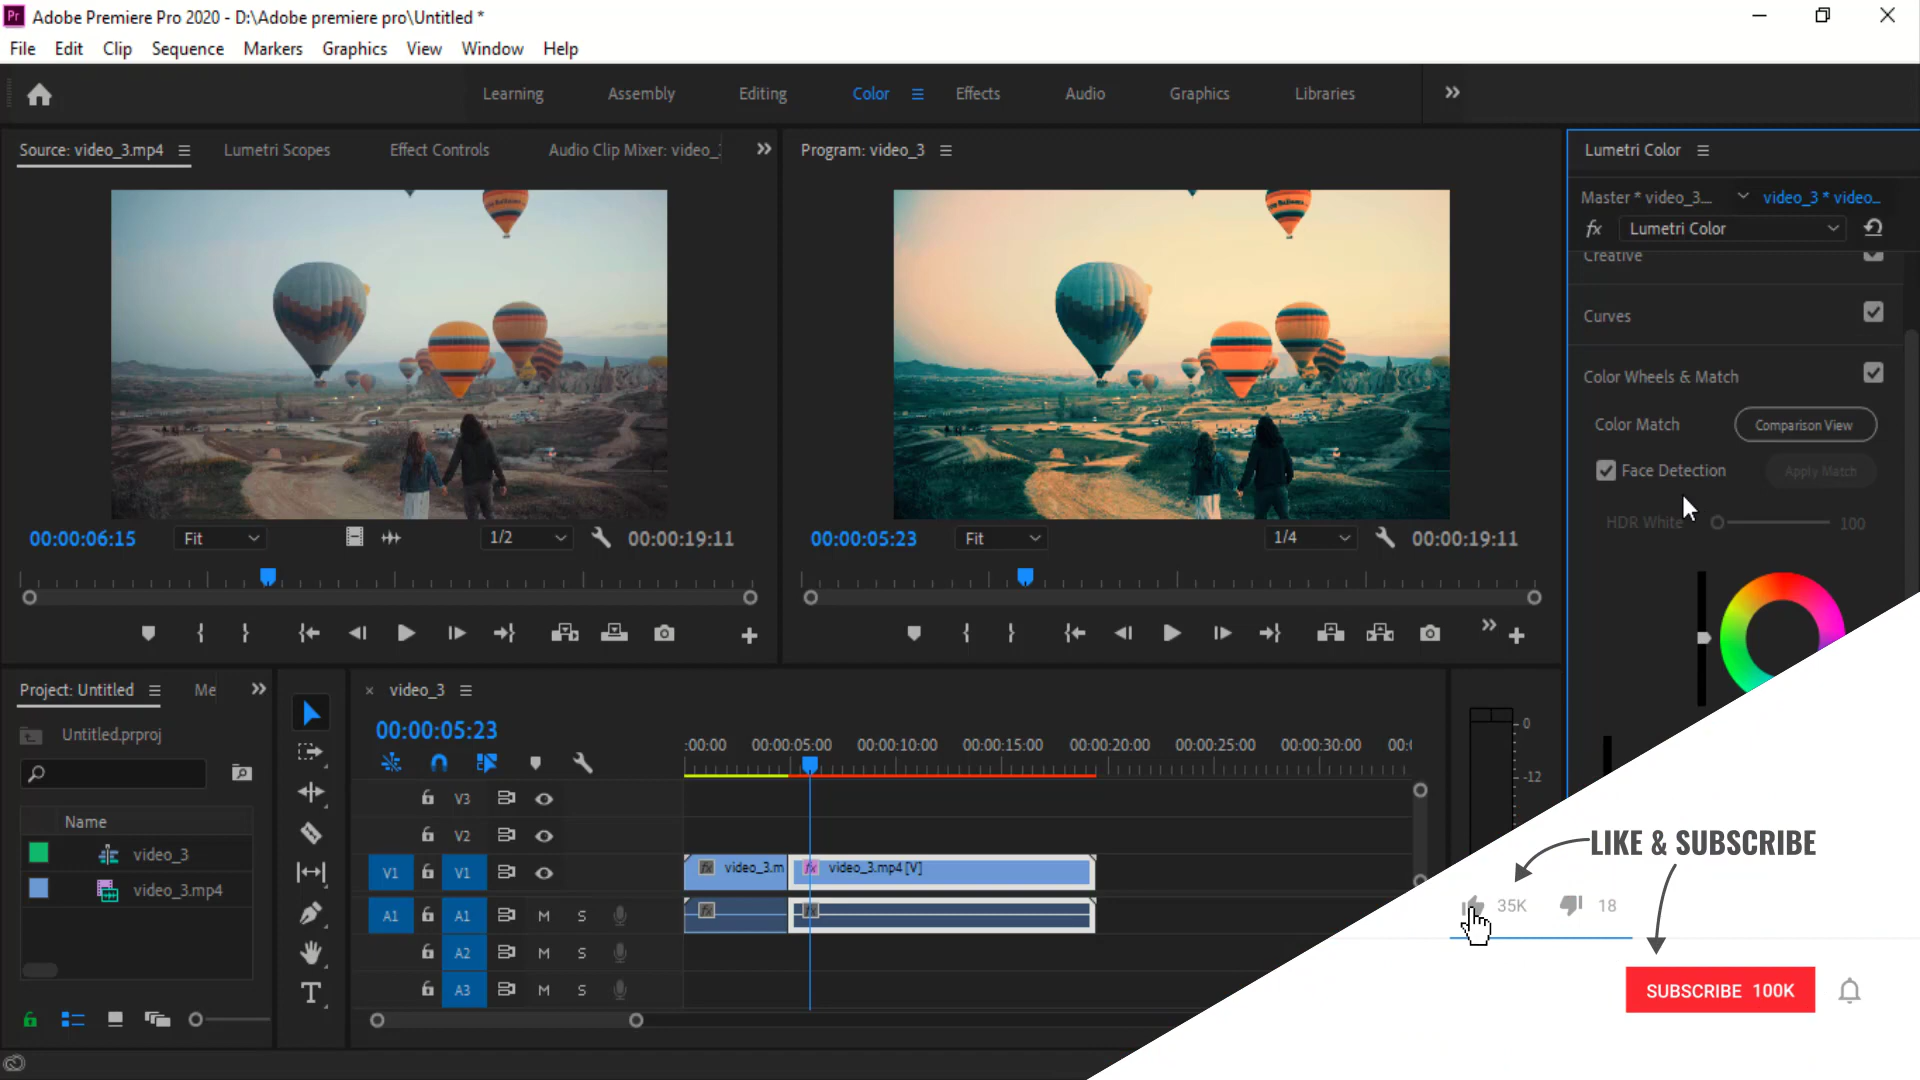 Pr Adobe Premiere Pro 2020 - D:\Adobe premiere pro\Untitled *
File Edit Clip Sequence Markers Graphics View Window Help
Learning Assembly Editing Color Effects Audio Graphics Libraries
Source: video_3.mp4 Lumetri Scopes Effect Controls Audio Clip Mixer: video_
Program: video_3
Lumetri Color
Master * video_3... video_3 * video...
fx Lumetri Color
Creative
Curves
Color Wheels & Match
Color Match Comparison View
Face Detection Apply Match
HDR White 100
00:00:06:15 Fit 1/2 00:00:19:11
00:00:05:23 Fit 1/4 00:00:19:11
Project: Untitled Me
Untitled.prproj
Name
video_3
video_3.mp4
video_3
00:00:05:23
:00:00 00:00:05:00 00:00:10:00 00:00:15:00 00:00:20:00 00:00:25:00 00:00:30:00 00:
V3
V2
V1 V1 fx video_3.m fx video_3.mp4 [V]
A1 A1 M S fx fx
A2 M S
A3 M S
0
-12
LIKE & SUBSCRIBE
35K 18
SUBSCRIBE 100K